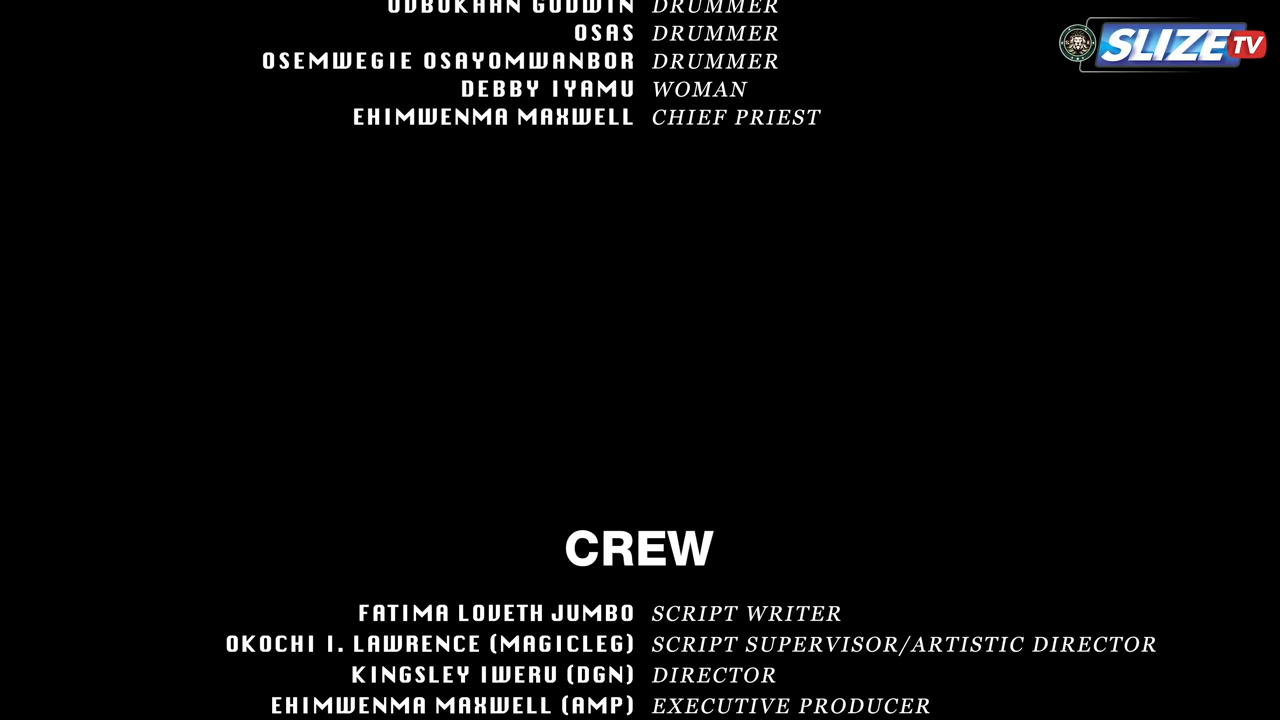 GODWIN DRUMMER
OSAS DRUMMER
OSEMWEGIE OSAYOMWANBOR DRUMMER
DEBBY IYAMU WOMAN
EHIMWENMA MAXWELL CHIEF PRIEST
SLIZE TV
CREW
FATIMA LOVETH JUMBO SCRIPT WRITER
OKOCHI I. LAWRENCE (MAGICLEG) SCRIPT SUPERVISOR/ARTISTIC DIRECTOR
KINGSLEY IWERU (DGN) DIRECTOR
EHIMWENMA MAXWELL (AMP) EXECUTIVE PRODUCER